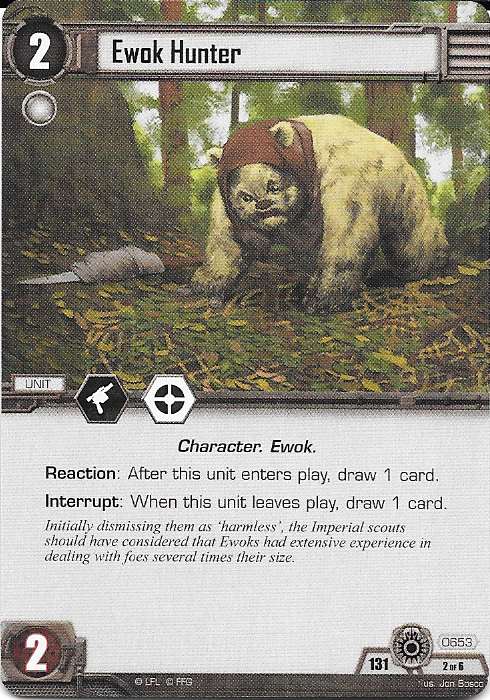 2
Ewok Hunter
UNIT
Character. Ewok.
Reaction: After this unit enters play, draw 1 card.
Interrupt: When this unit leaves play, draw 1 card.
Initially dismissing them as ‘harmless’, the Imperial scouts
should have considered that Ewoks had extensive experience in
dealing with foes several times their size.
2
© LFL © FFG
131
0653
2 OF 6
us. Jon Bosco